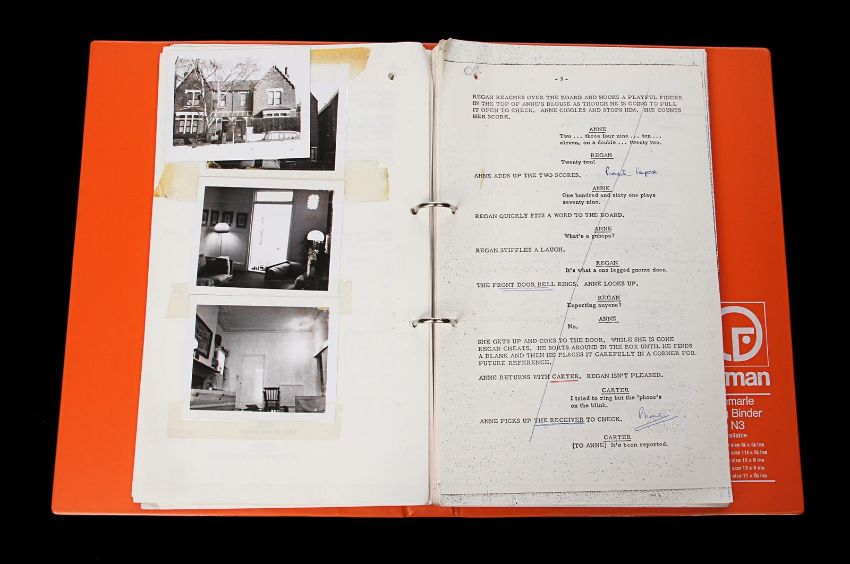 - 3 -
REGAN REACHES OVER THE BOARD AND HOOKS A PLAYFUL FINGER
IN THE TOP OF ANNE'S BLOUSE AS THOUGH HE IS GOING TO PULL
IT OPEN TO CHECK. ANNE GIGGLES AND STOPS HIM. SHE COUNTS
HER SCORE.
ANNE
Two ... three four nine ... ten ...
eleven, on a double ... twenty two.
REGAN
Twenty two!
ANNE ADDS UP THE TWO SCORES.
ANNE
One hundred and sixty one plays
seventy nine.
REGAN QUICKLY FITS A WORD TO THE BOARD.
ANNE
What's a gnhops?
REGAN STIFFLES A LAUGH.
REGAN
It's what a one legged gnome does.
THE FRONT DOOR BELL RINGS. ANNE LOOKS UP.
REGAN
Expecting anyone?
ANNE
No.
SHE GETS UP AND GOES TO THE DOOR. WHILE SHE IS GONE
REGAN CHEATS. HE SORTS AROUND IN THE BOX UNTIL HE FINDS
A BLANK AND THEN HE PLACES IT CAREFULLY IN A CORNER FOR
FUTURE REFERENCE.
ANNE RETURNS WITH CARTER. REGAN ISN'T PLEASED.
CARTER
I tried to ring but the 'phone's
on the blink.
Phone
ANNE PICKS UP THE RECEIVER TO CHECK.
CARTER
(TO ANNE) It's been reported.
man
emarle
Binder
N3
ailable